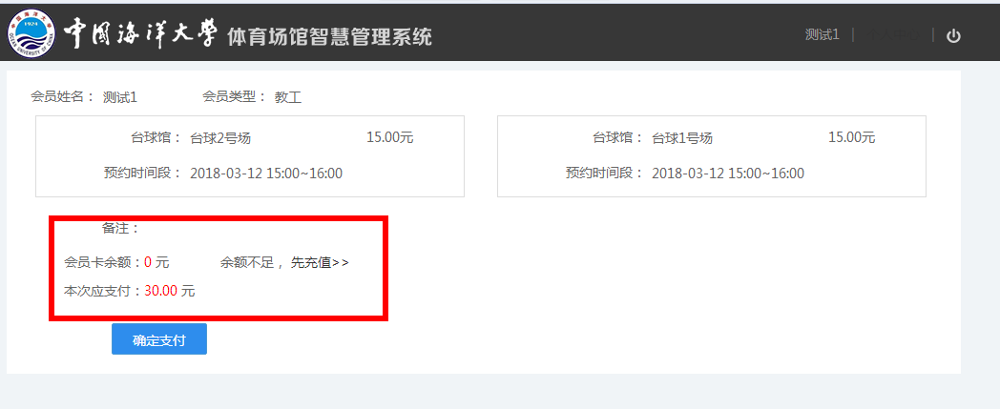 中国海洋大学 体育场馆智慧管理系统
测试1 |
会员姓名： 测试1 会员类型： 教工
台球馆： 台球2号场 15.00元
预约时间段： 2018-03-12 15:00~16:00
台球馆： 台球1号场 15.00元
预约时间段： 2018-03-12 15:00~16:00
备注：
会员卡余额：0 元 余额不足， 先充值>>
本次应支付：30.00 元
确定支付